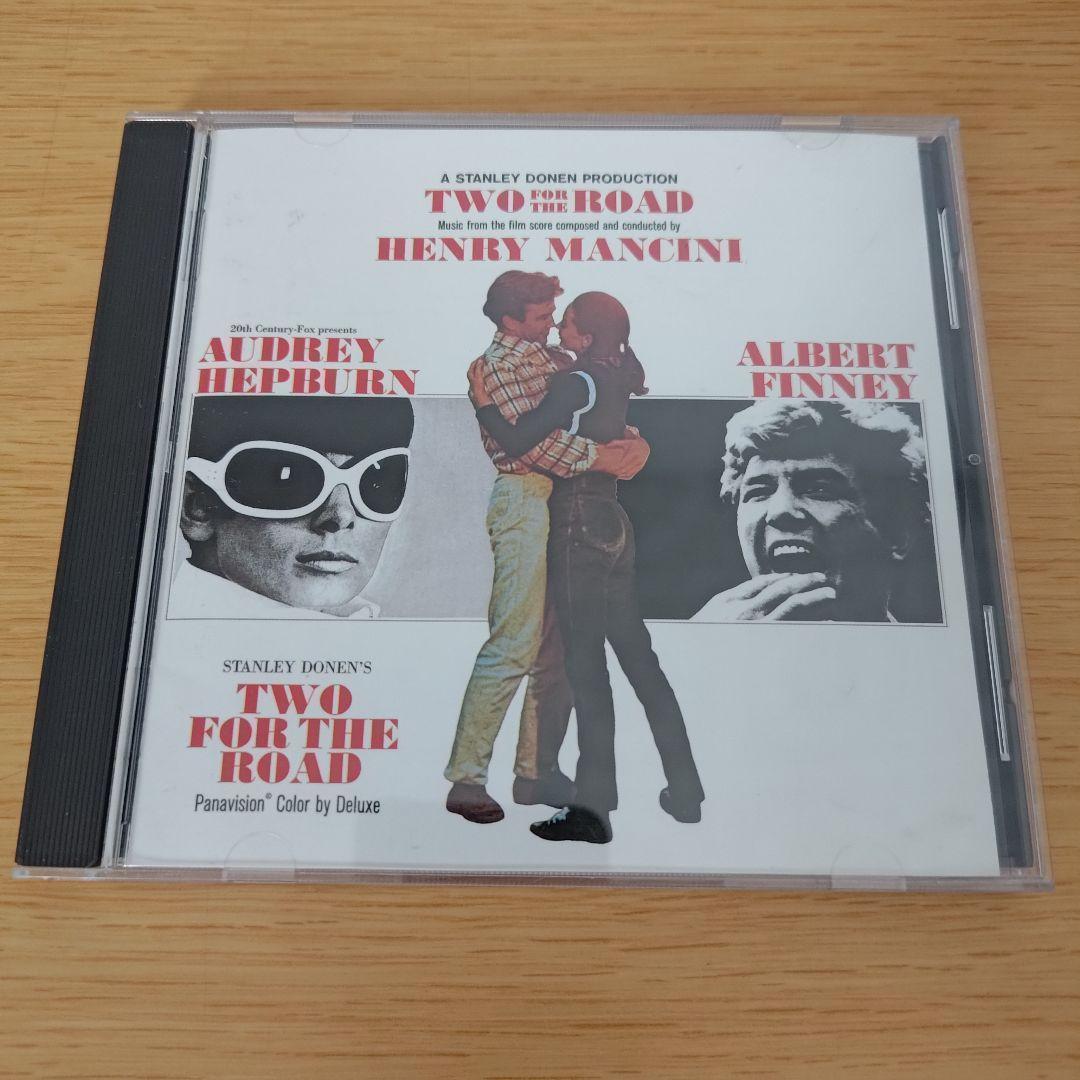 A STANLEY DONEN PRODUCTION
TWO FOR THE ROAD
Music from the film score composed and conducted by
HENRY MANCINI
20th Century-Fox presents
AUDREY
HEPBURN
ALBERT
FINNEY
STANLEY DONEN'S
TWO
FOR THE
ROAD
Panavision® Color by Deluxe